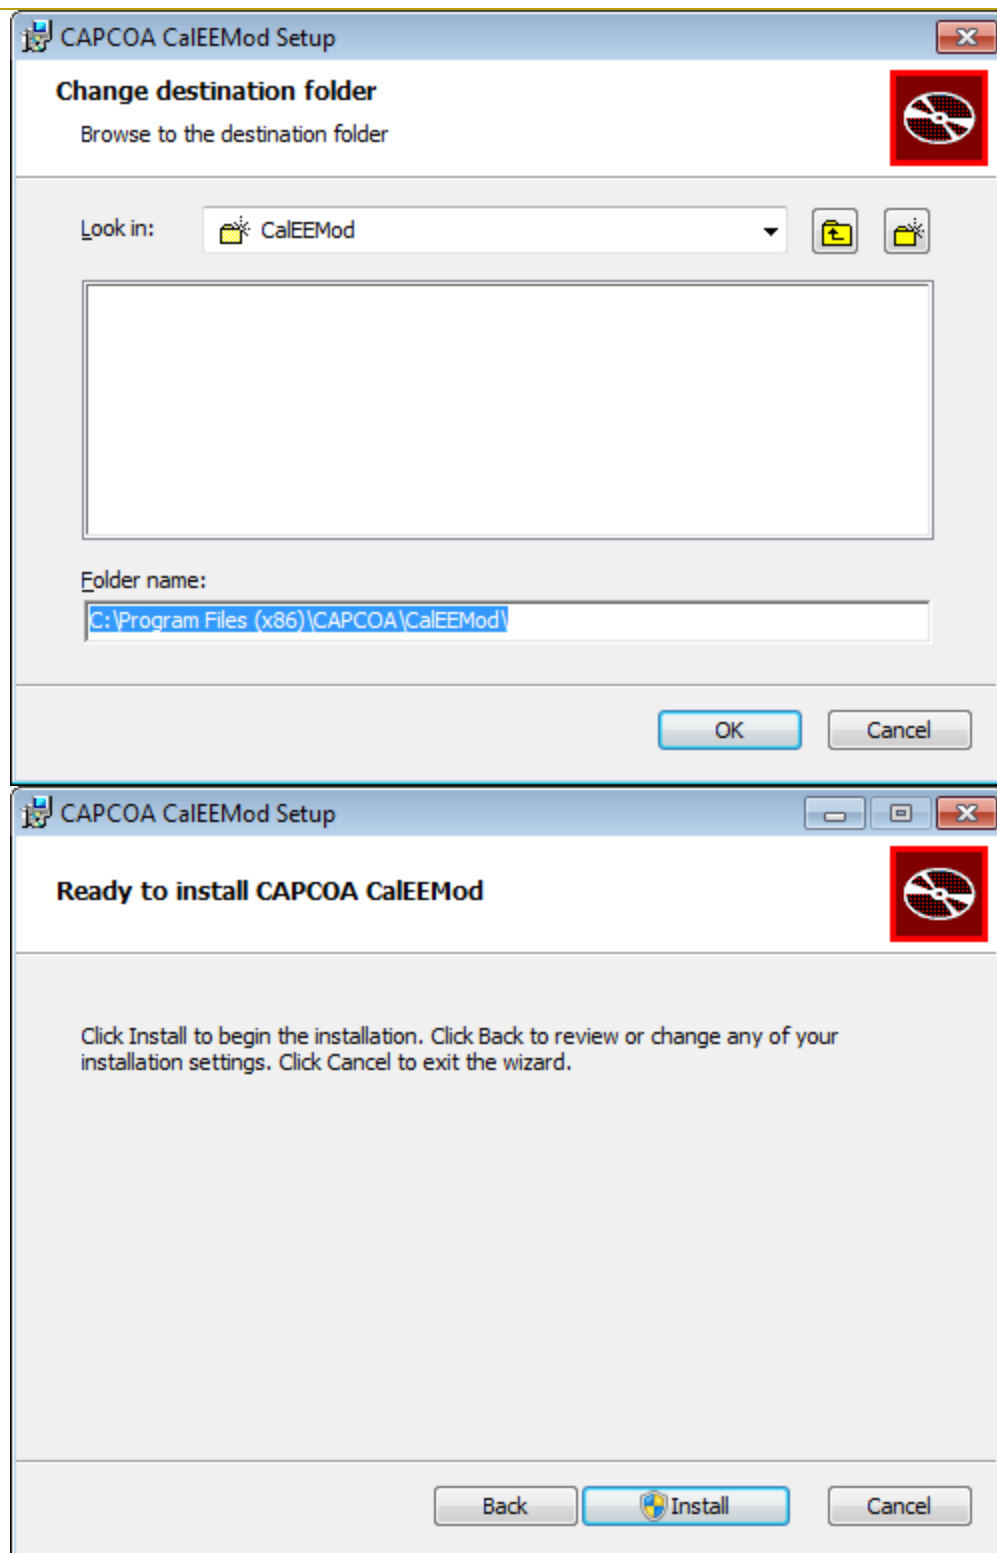 CAPCOA CalEEMod Setup
Change destination folder
Browse to the destination folder
Look in:
CalEEMod
Folder name:
C:\Program Files (x86)\CAPCOA\CalEEMod\
OK
Cancel
CAPCOA CalEEMod Setup
Ready to install CAPCOA CalEEMod
Click Install to begin the installation. Click Back to review or change any of your
installation settings. Click Cancel to exit the wizard.
Back
Install
Cancel